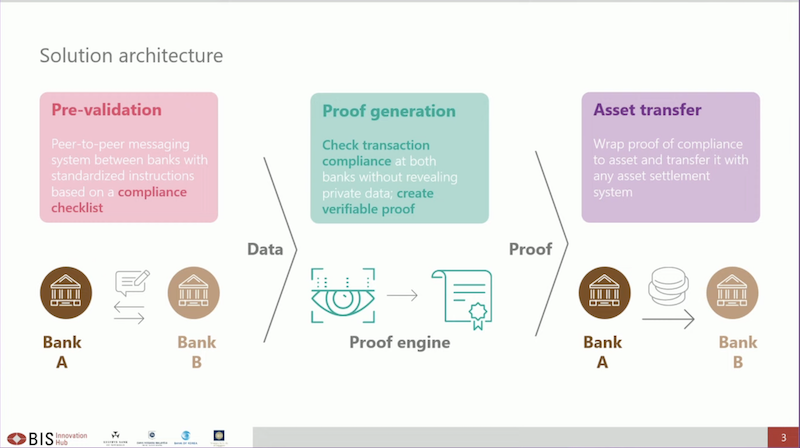 Solution architecture
Pre-validation
Peer-to-peer messaging
system between banks with
standardized instructions
based on a compliance
checklist
Proof generation
Check transaction
compliance at both
banks without revealing
private data; create
verifiable proof
Asset transfer
Wrap proof of compliance
to asset and transfer it with
any asset settlement
system
Data
Proof
Bank
A
Bank
B
Proof engine
Bank
A
Bank
B
BIS Innovation
Hub
3